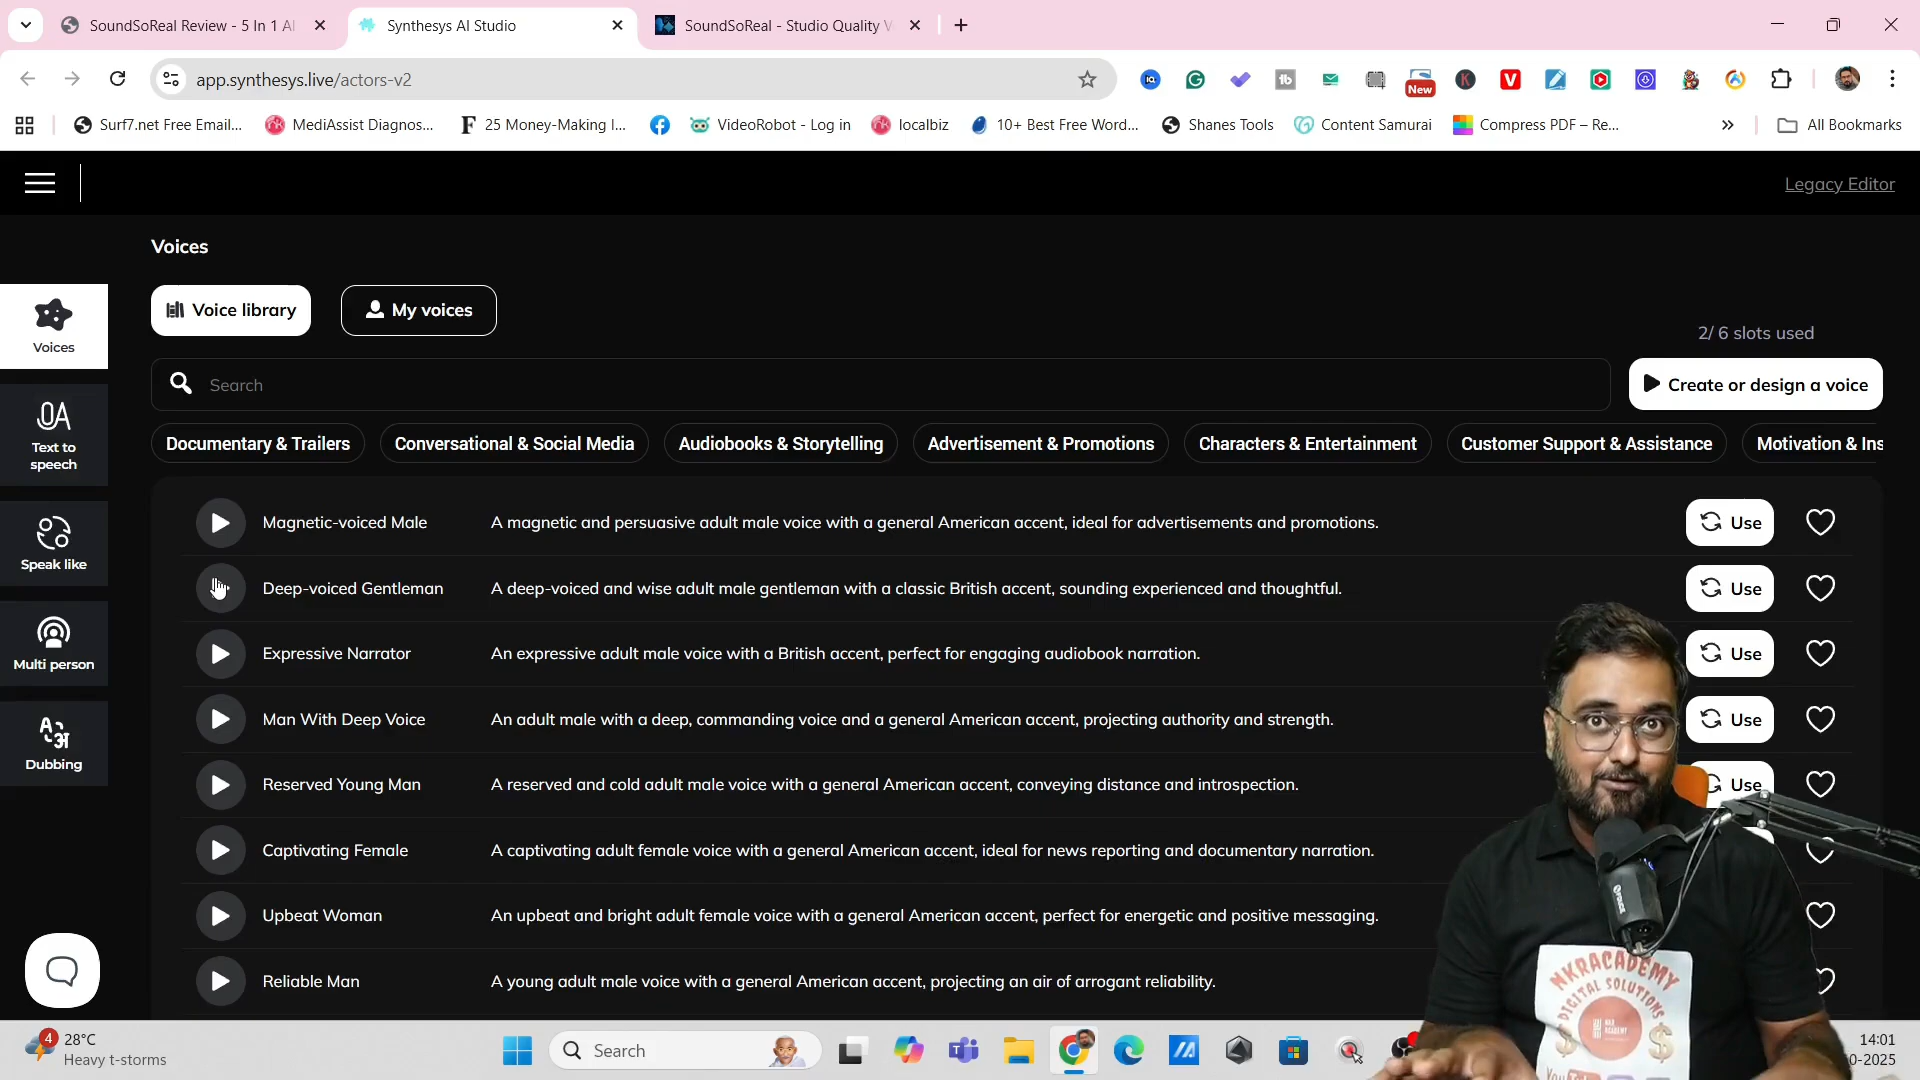 SoundSoReal Review - 5 In 1 AI
Synthesys AI Studio
SoundSoReal - Studio Quality V
app.synthesys.live/actors-v2
New
Surf7.net Free Email...
MediAssist Diagnos...
25 Money-Making I...
VideoRobot - Log in
localbiz
10+ Best Free Word...
Shanes Tools
Content Samurai
Compress PDF – Re...
All Bookmarks
Legacy Editor
Voices
Voice library
My voices
2/ 6 slots used
Search
Create or design a voice
Documentary & Trailers
Conversational & Social Media
Audiobooks & Storytelling
Advertisement & Promotions
Characters & Entertainment
Customer Support & Assistance
Motivation & Ins
Voices
Text to
speech
Speak like
Multi person
Dubbing
Magnetic-voiced Male A magnetic and persuasive adult male voice with a general American accent, ideal for advertisements and promotions. Use
Deep-voiced Gentleman A deep-voiced and wise adult male gentleman with a classic British accent, sounding experienced and thoughtful. Use
Expressive Narrator An expressive adult male voice with a British accent, perfect for engaging audiobook narration. Use
Man With Deep Voice An adult male with a deep, commanding voice and a general American accent, projecting authority and strength. Use
Reserved Young Man A reserved and cold adult male voice with a general American accent, conveying distance and introspection. Use
Captivating Female A captivating adult female voice with a general American accent, ideal for news reporting and documentary narration.
Upbeat Woman An upbeat and bright adult female voice with a general American accent, perfect for energetic and positive messaging.
Reliable Man A young adult male voice with a general American accent, projecting an air of arrogant reliability.
NKRACADEMY
DIGITAL SOLUTIONS
4
28°C
Heavy t-storms
Search
14:01
0-2025